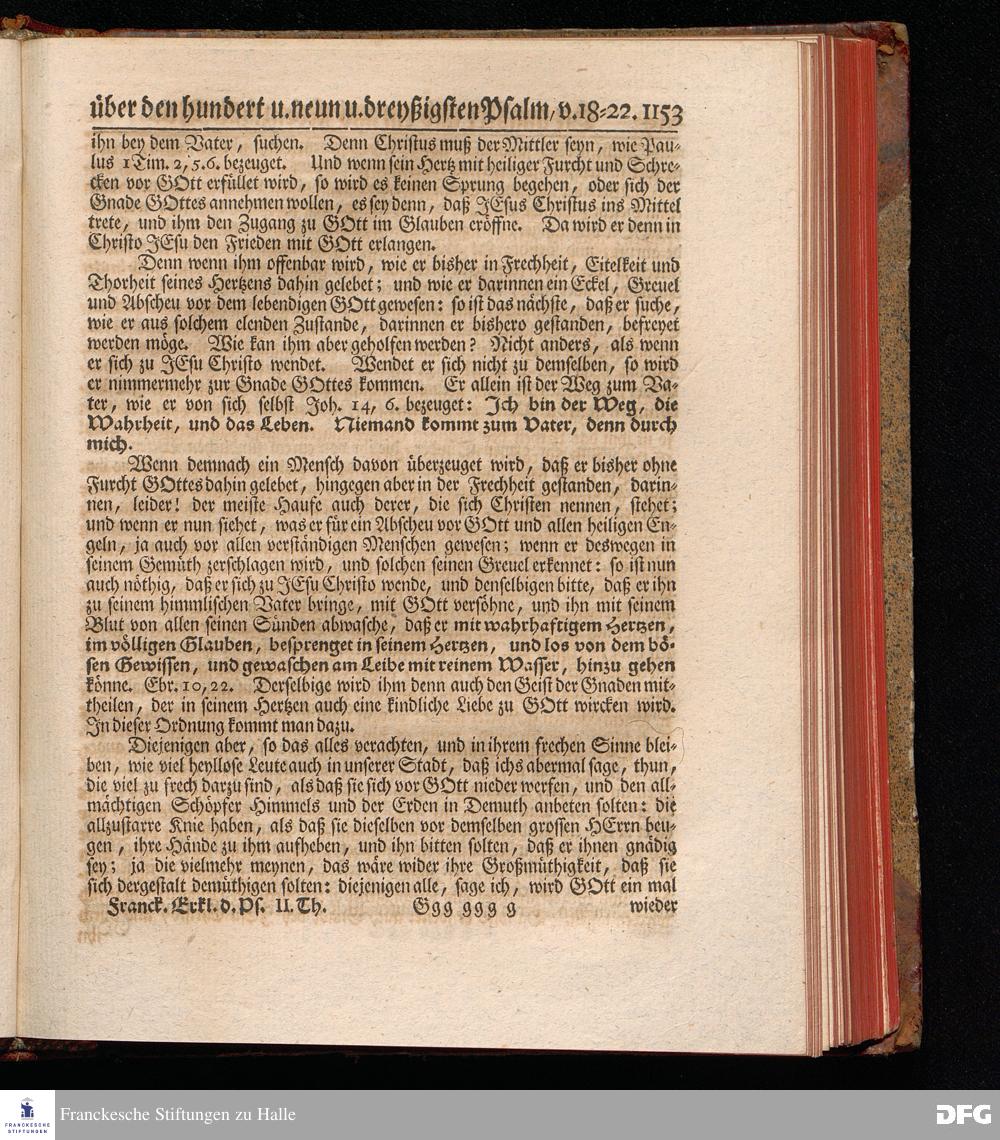 über den hundert u. neun u. dreyßigsten Psalm, v. 18-22. 1153
ihn bey dem Vater, suchen. Denn Christus muß der Mittler seyn, wie Pau-
lus 1 Tim. 2, 5. 6. bezeuget. Und wenn sein Hertz mit heiliger Furcht und Schre-
cken vor GOtt erfüllet wird, so wird es keinen Sprung begehen, oder sich der
Gnade GOttes annehmen wollen, es sey denn, daß JEsus Christus ins Mittel
trete, und ihm den Zugang zu GOtt im Glauben eröffne. Da wird er denn in
Christo JEsu den Frieden mit GOtt erlangen.
Denn wenn ihm offenbar wird, wie er bisher in Frechheit, Eitelkeit und
Thorheit seines Hertzens dahin gelebet; und wie er darinnen ein Eckel, Greuel
und Abscheu vor dem lebendigen GOtt gewesen: so ist das nächste, daß er suche,
wie er aus solchem elenden Zustande, darinnen er bishero gestanden, befreyet
werden möge. Wie kan ihm aber geholfen werden? Nicht anders, als wenn
er sich zu JEsu Christo wendet. Wendet er sich nicht zu demselben, so wird
er nimmermehr zur Gnade GOttes kommen. Er allein ist der Weg zum Va-
ter, wie er von sich selbst Joh. 14, 6. bezeuget: Ich bin der Weg, die
Wahrheit, und das Leben. Niemand kommt zum Vater, denn durch
mich.
Wenn demnach ein Mensch davon überzeuget wird, daß er bisher ohne
Furcht GOttes dahin gelebet, hingegen aber in der Frechheit gestanden, darin-
nen, leider! der meiste Haufe auch derer, die sich Christen nennen, stehet;
und wenn er nun siehet, was er für ein Abscheu vor GOtt und allen heiligen En-
geln, ja auch vor allen verständigen Menschen gewesen; wenn er deswegen in
seinem Gemüth zerschlagen wird, und solchen seinen Greuel erkennet: so ist nun
auch nöthig, daß er sich zu JEsu Christo wende, und denselbigen bitte, daß er ihn
zu seinem himmlischen Vater bringe, mit GOtt versöhne, und ihn mit seinem
Blut von allen seinen Sünden abwasche, daß er mit wahrhaftigem Hertzen,
im völligen Glauben, besprenget in seinem Hertzen, und los von dem bö-
sen Gewissen, und gewaschen am Leibe mit reinem Wasser, hinzu gehen
könne. Ebr. 10, 22. Derselbige wird ihm denn auch den Geist der Gnaden mit-
theilen, der in seinem Hertzen auch eine kindliche Liebe zu GOtt wircken wird.
In dieser Ordnung kommt man dazu.
Diejenigen aber, so das alles verachten, und in ihrem frechen Sinne blei-
ben, wie viel heyllose Leute auch in unserer Stadt, daß ichs abermal sage, thun,
die viel zu frech darzu sind, als daß sie sich vor GOtt nieder werfen, und den all-
mächtigen Schöpfer Himmels und der Erden in Demuth anbeten solten: die
allzustarre Knie haben, als daß sie dieselben vor demselben grossen HErrn beu-
gen, ihre Hände zu ihm aufheben, und ihn bitten solten, daß er ihnen gnädig
sey; ja die vielmehr meynen, das wäre wider ihre Großmüthigkeit, daß sie
sich dergestalt demüthigen solten: diejenigen alle, sage ich, wird GOtt ein mal
Franck. Erkl. d. Ps. II. Th. Ggg ggg g wieder
FRANCKESCHE
STIFTUNGEN
Franckesche Stiftungen zu Halle
DFG